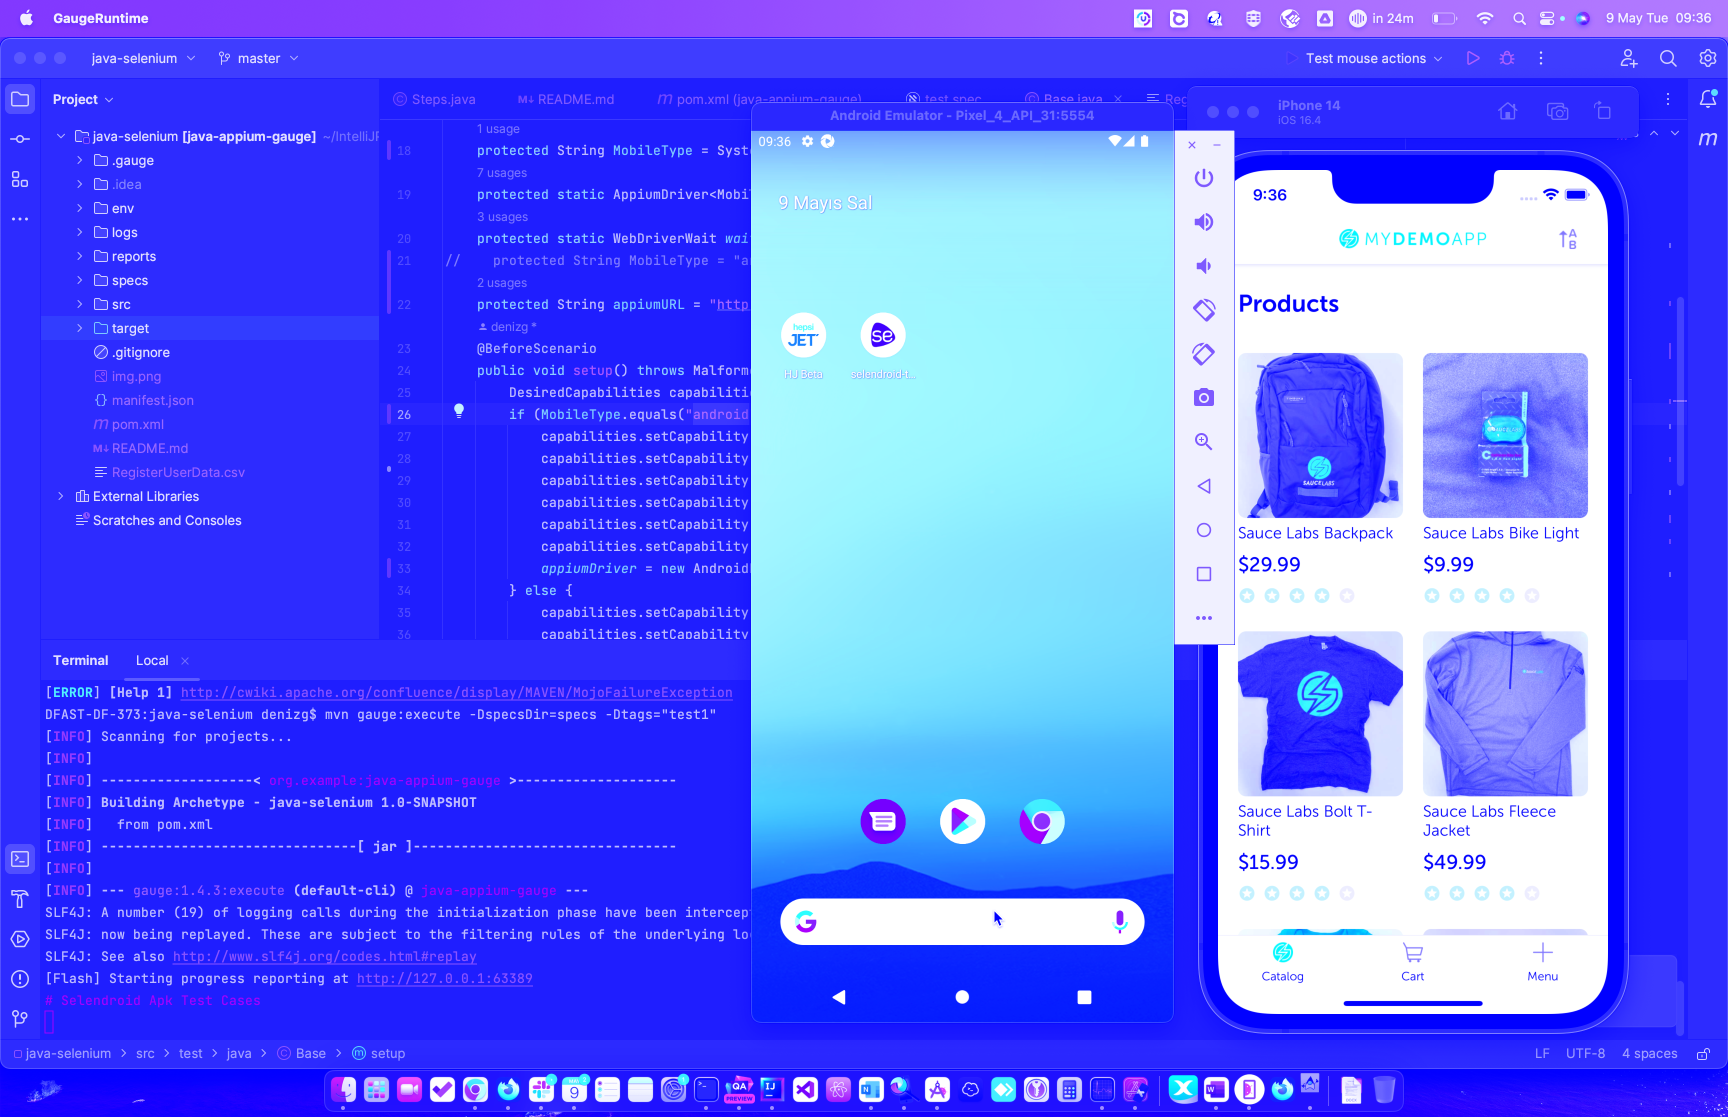 GaugeRuntime
in 24m
9 May Tue 09:36
java-selenium
master
Test mouse actions
Project
java-selenium [java-appium-gauge] ~/IntelliJ
.gauge
.idea
env
logs
reports
specs
src
target
.gitignore
img.png
manifest.json
pom.xml
README.md
RegisterUserData.csv
External Libraries
Scratches and Consoles
Steps.java
README.md
pom.xml (java-appium-gauge)
test.spec
Base.java
Reg
1 usage
18 protected String MobileType = Syst
7 usages
19 protected static AppiumDriver<Mobil
3 usages
20 protected static WebDriverWait wai
21 // protected String MobileType = "a
2 usages
22 protected String appiumURL = "http
denizg *
23 @BeforeScenario
24 public void setup() throws Malform
25 DesiredCapabilities capabiliti
26 if (MobileType.equals("android
27 capabilities.setCapability
28 capabilities.setCapability
29 capabilities.setCapability
30 capabilities.setCapability
31 capabilities.setCapability
32 capabilities.setCapability
33 appiumDriver = new Android
34 } else {
35 capabilities.setCapability
36 capabilities.setCapability
Terminal
Local
[ERROR] [Help 1] http://cwiki.apache.org/confluence/display/MAVEN/MojoFailureException
DFAST-DF-373:java-selenium denizg$ mvn gauge:execute -DspecsDir=specs -Dtags="test1"
[INFO] Scanning for projects...
[INFO]
[INFO] -------------------< org.example:java-appium-gauge >--------------------
[INFO] Building Archetype - java-selenium 1.0-SNAPSHOT
[INFO]   from pom.xml
[INFO] --------------------------------[ jar ]---------------------------------
[INFO]
[INFO] --- gauge:1.4.3:execute (default-cli) @ java-appium-gauge ---
SLF4J: A number (19) of logging calls during the initialization phase have been intercep
SLF4J: now being replayed. These are subject to the filtering rules of the underlying lo
SLF4J: See also http://www.slf4j.org/codes.html#replay
[Flash] Starting progress reporting at http://127.0.0.1:63389
# Selendroid Apk Test Cases
java-selenium > src > test > java > Base > setup
LF UTF-8 4 spaces
Android Emulator - Pixel_4_API_31:5554
09:36
9 Mayıs Sal
hepsi
JET
HJ Beta
se
selendroid-t...
iPhone 14
iOS 16.4
9:36
MYDEMOAPP
A
B
Products
SAUCELABS
Sauce Labs Backpack
$29.99
Sauce Labs Bike Light
$9.99
Sauce Labs Bolt T-
Shirt
$15.99
Sauce Labs Fleece
Jacket
$49.99
Catalog
Cart
Menu
9
QA
PREVIEW
IJ